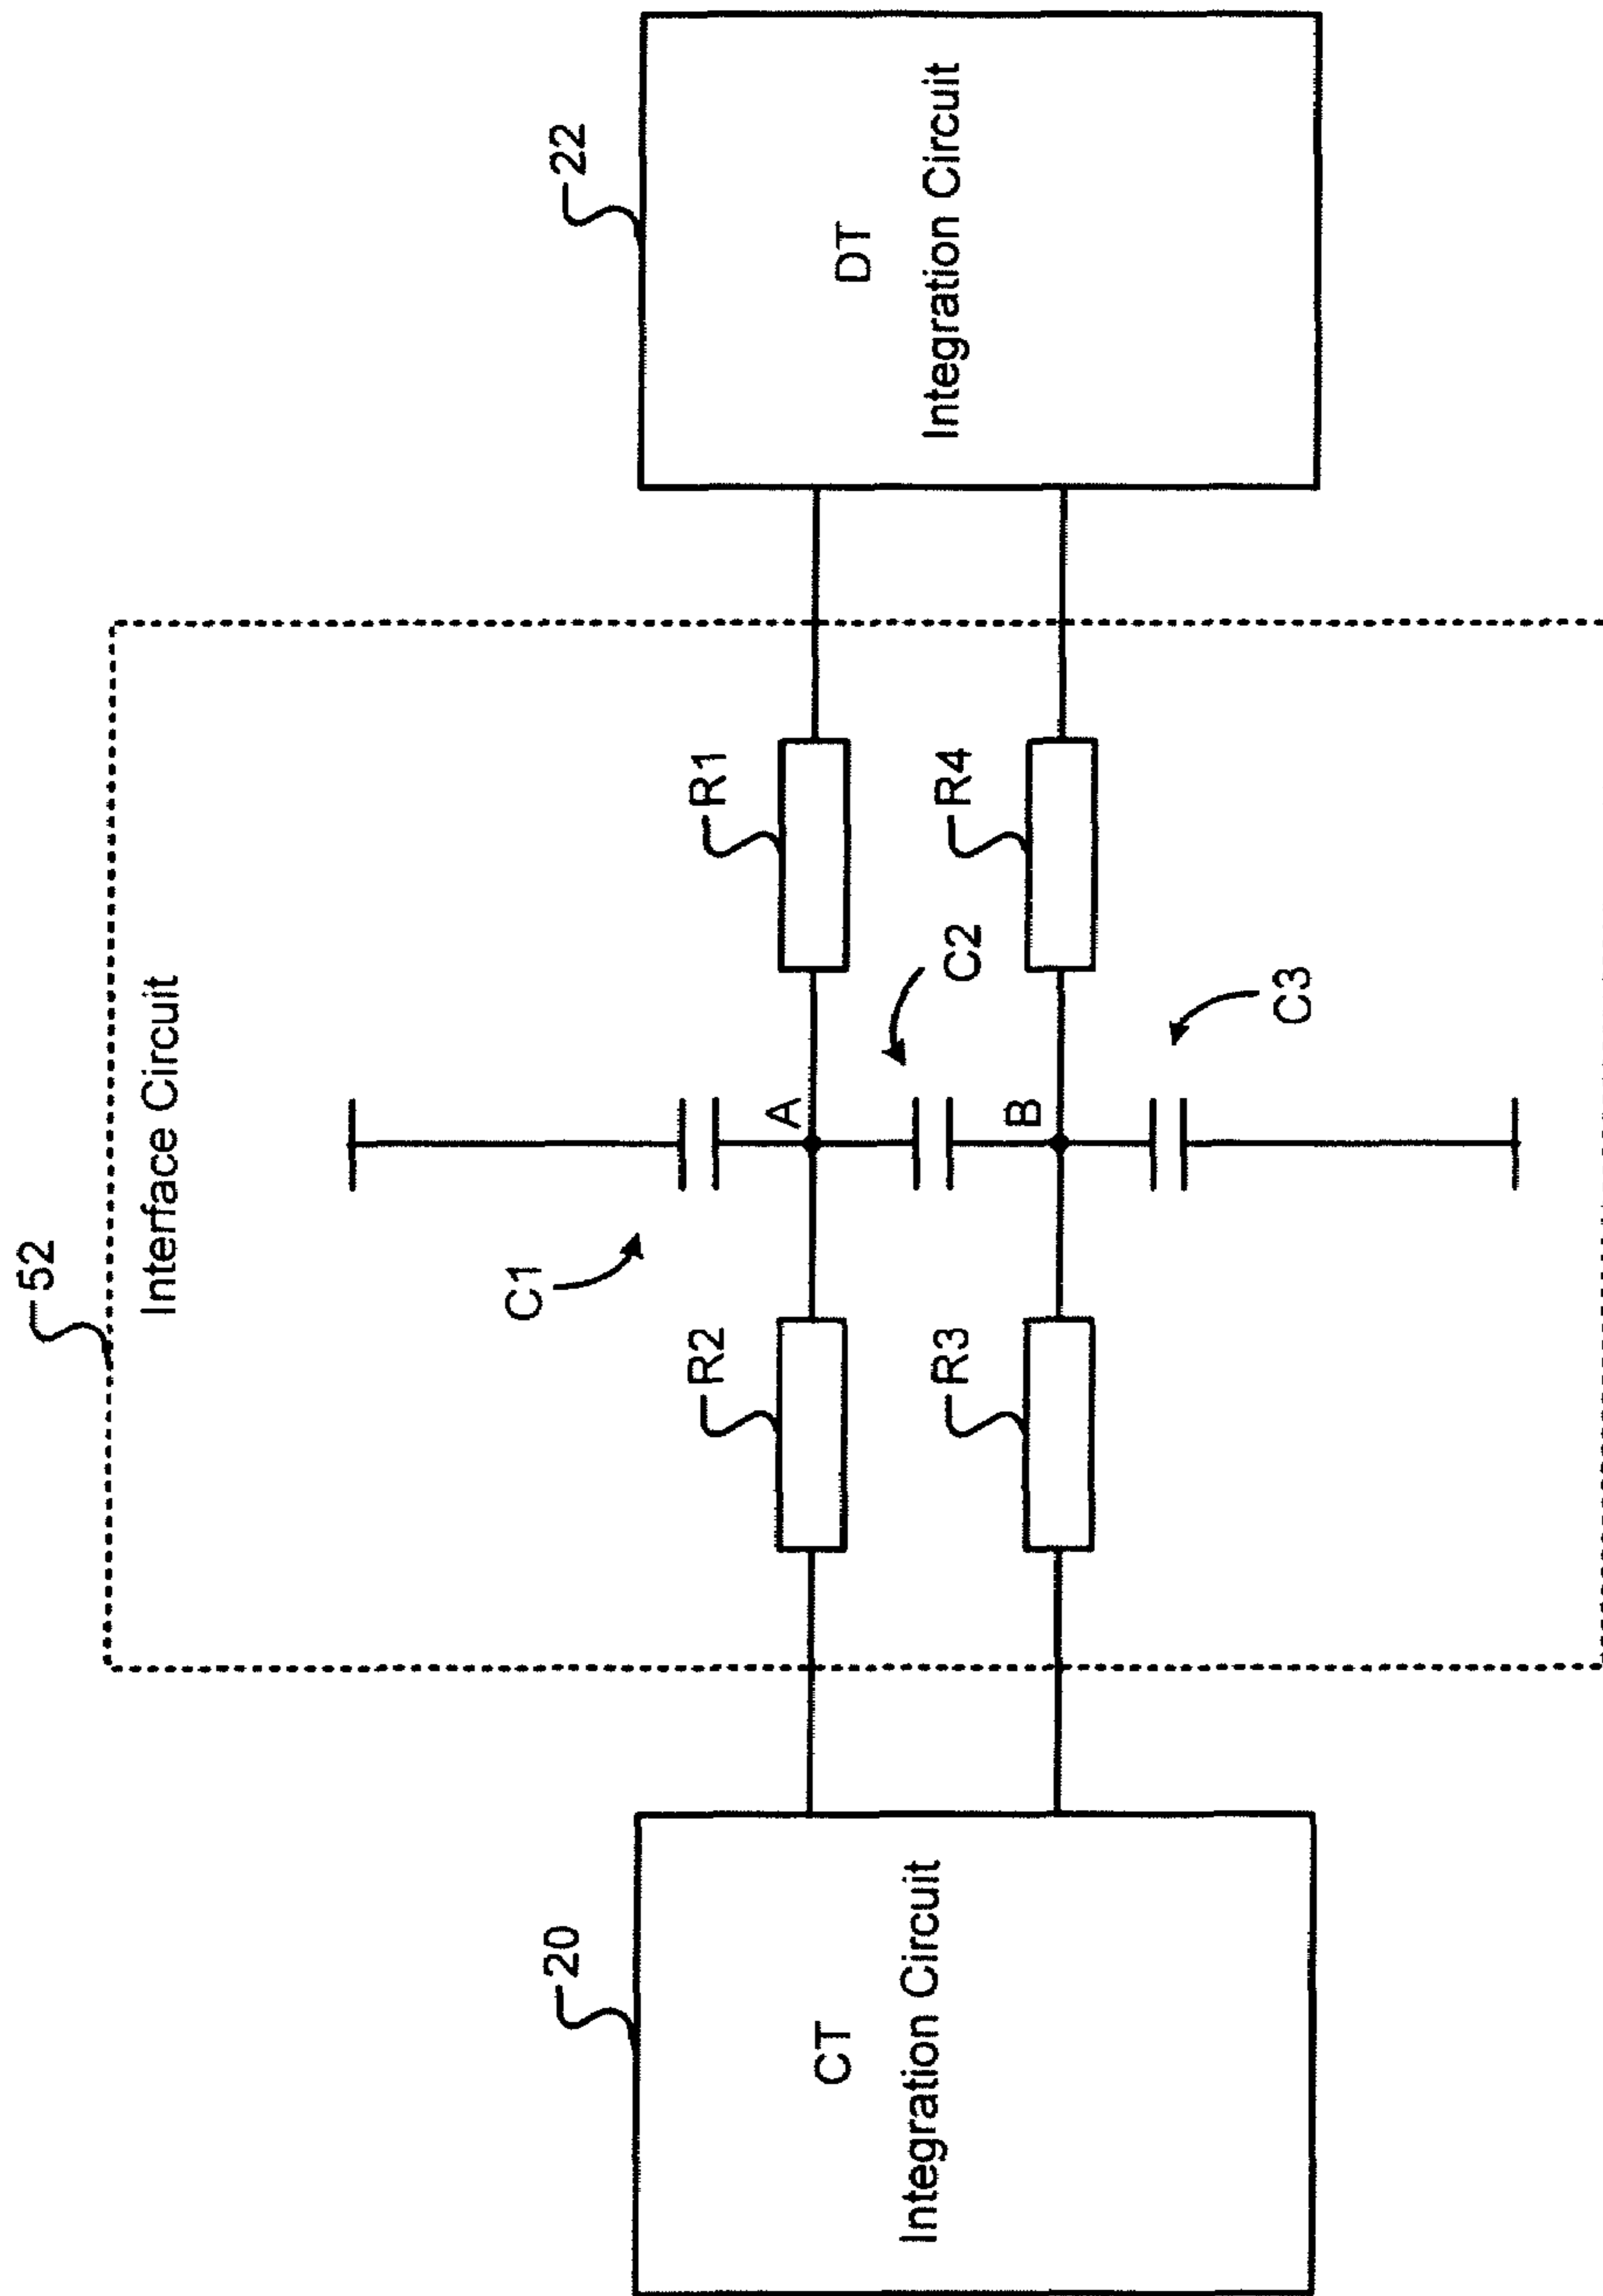 52
Interface Circuit
20
CT
Integration Circuit
22
DT
Integration Circuit
C1
R2
R1
A
C2
R3
R4
B
C3